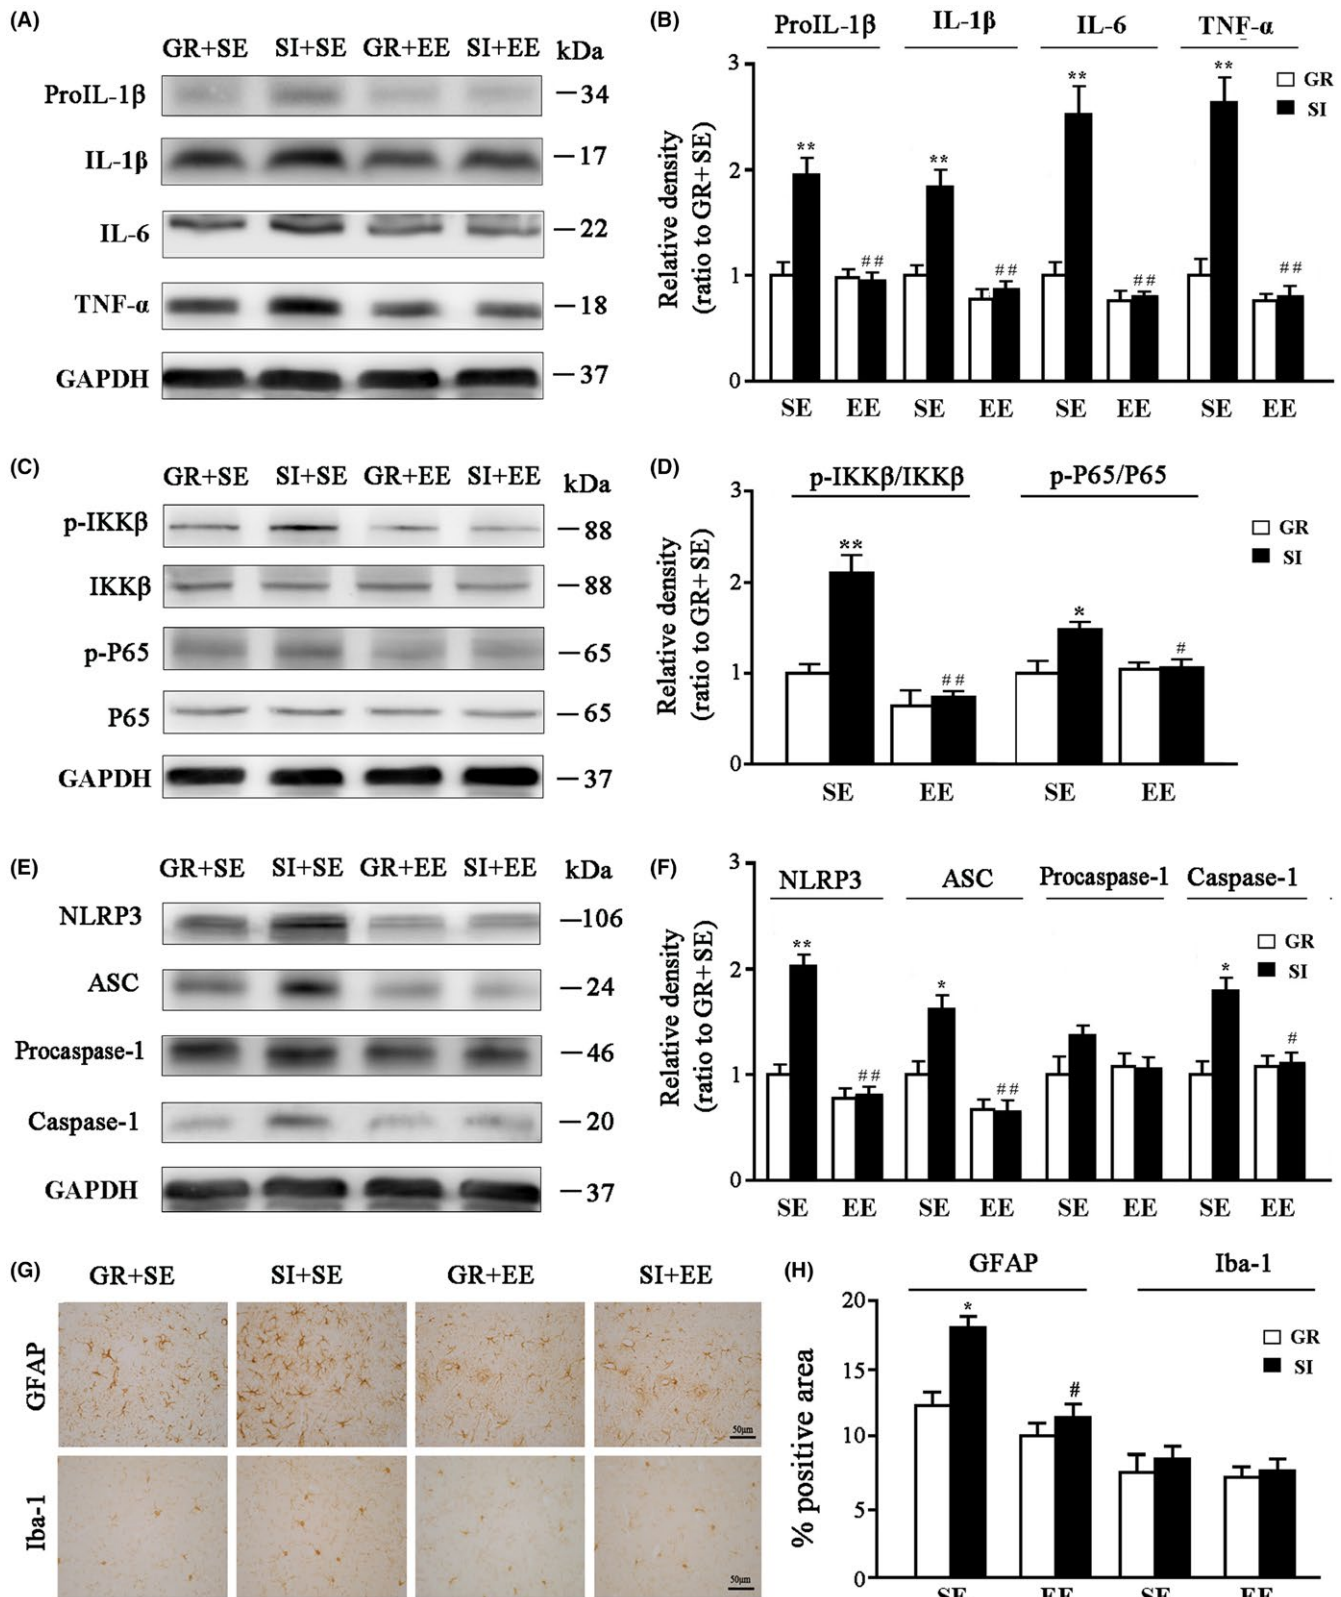 (A)
GR+SE SI+SE GR+EE SI+EE kDa
ProIL-1β 34
IL-1β 17
IL-6 22
TNF-α 18
GAPDH 37
(B)
ProIL-1β IL-1β IL-6 TNF-α
Relative density
(ratio to GR+SE)
3
2
1
0
** ** ** **
## ## ## ##
GR
SI
SE EE SE EE SE EE SE EE
(C)
GR+SE SI+SE GR+EE SI+EE kDa
p-IKKβ 88
IKKβ 88
p-P65 65
P65 65
GAPDH 37
(D)
p-IKKβ/IKKβ p-P65/P65
Relative density
(ratio to GR+SE)
3
2
1
0
** *
## #
GR
SI
SE EE SE EE
(E)
GR+SE SI+SE GR+EE SI+EE kDa
NLRP3 106
ASC 24
Procaspase-1 46
Caspase-1 20
GAPDH 37
(F)
NLRP3 ASC Procaspase-1 Caspase-1
Relative density
(ratio to GR+SE)
3
2
1
0
** * *
## ## #
GR
SI
SE EE SE EE SE EE SE EE
(G)
GR+SE SI+SE GR+EE SI+EE
GFAP
50μm
Iba-1
50μm
(H)
GFAP Iba-1
% positive area
20
15
10
5
0
* #
GR
SI
SE EE SE EE